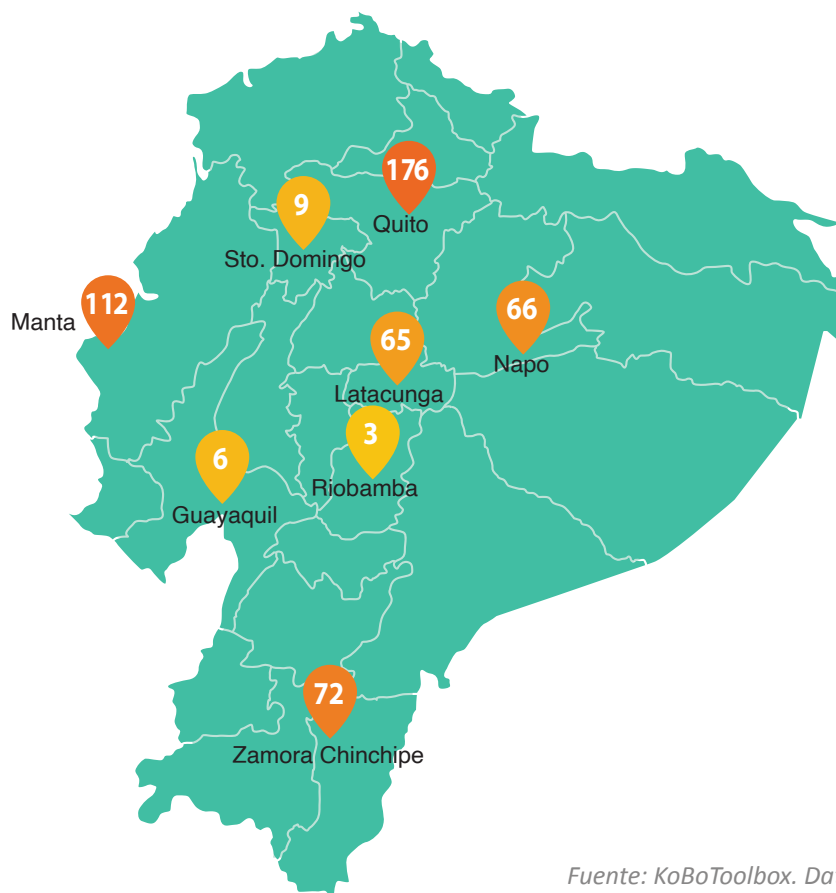 176
Quito
9
Sto. Domingo
112
Manta
66
Napo
65
Latacunga
3
Riobamba
6
Guayaquil
72
Zamora Chinchipe
Fuente: KoBoToolbox. Da